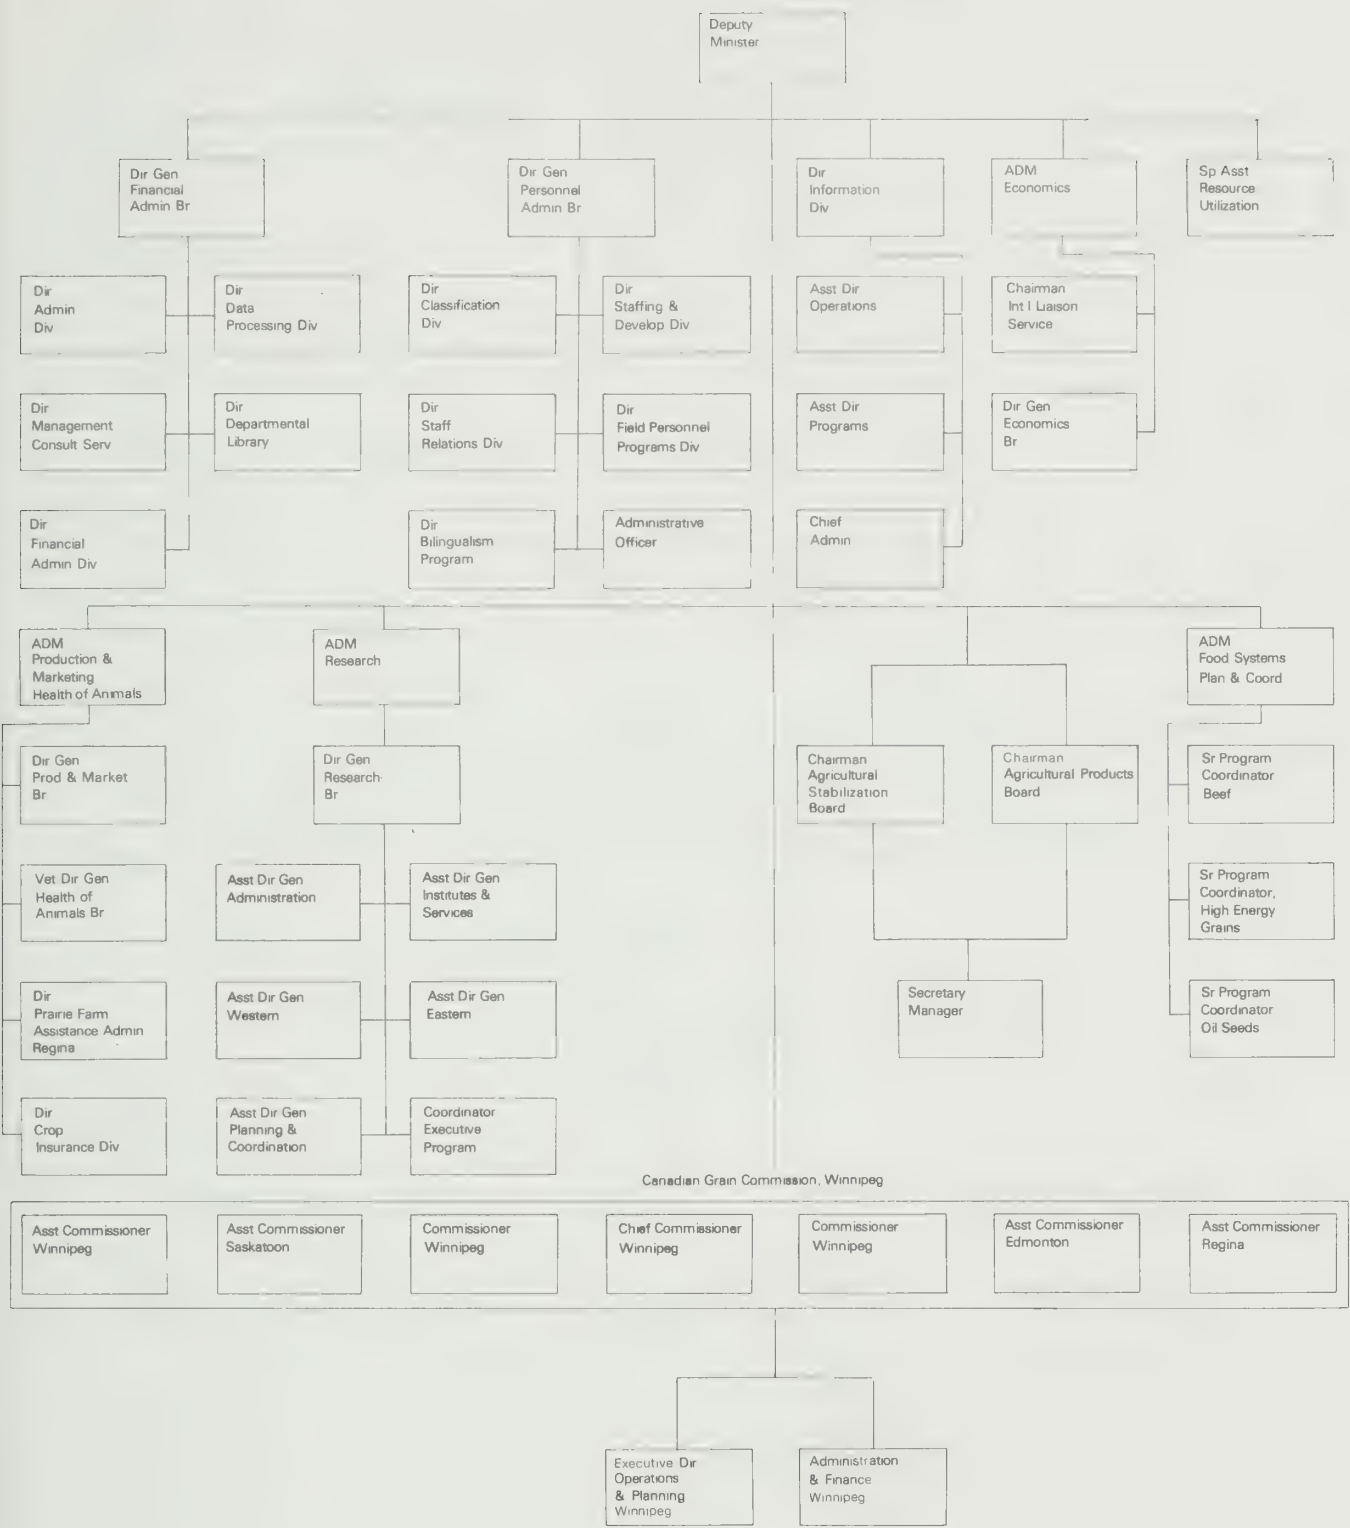 Deputy
Minister
Dir Gen
Financial
Admin Br
Dir Gen
Personnel
Admin Br
Dir
Information
Div
ADM
Economics
Sp Asst
Resource
Utilization
Dir
Admin
Div
Dir
Data
Processing Div
Dir
Classification
Div
Dir
Staffing &
Develop Div
Asst Dir
Operations
Chairman
Int l Liaison
Service
Dir
Management
Consult Serv
Dir
Departmental
Library
Dir
Staff
Relations Div
Dir
Field Personnel
Programs Div
Asst Dir
Programs
Dir Gen
Economics
Br
Dir
Financial
Admin Div
Dir
Bilingualism
Program
Administrative
Officer
Chief
Admin
ADM
Production &
Marketing
Health of Animals
ADM
Research
ADM
Food Systems
Plan & Coord
Dir Gen
Prod & Market
Br
Dir Gen
Research
Br
Chairman
Agricultural
Stabilization
Board
Chairman
Agricultural Products
Board
Sr Program
Coordinator
Beef
Vet Dir Gen
Health of
Animals Br
Asst Dir Gen
Administration
Asst Dir Gen
Institutes &
Services
Sr Program
Coordinator,
High Energy
Grains
Dir
Prairie Farm
Assistance Admin
Regina
Asst Dir Gen
Western
Asst Dir Gen
Eastern
Secretary
Manager
Sr Program
Coordinator
Oil Seeds
Dir
Crop
Insurance Div
Asst Dir Gen
Planning &
Coordination
Coordinator
Executive
Program
Canadian Grain Commission, Winnipeg
Asst Commissioner
Winnipeg
Asst Commissioner
Saskatoon
Commissioner
Winnipeg
Chief Commissioner
Winnipeg
Commissioner
Winnipeg
Asst Commissioner
Edmonton
Asst Commissioner
Regina
Executive Dir
Operations
& Planning
Winnipeg
Administration
& Finance
Winnipeg